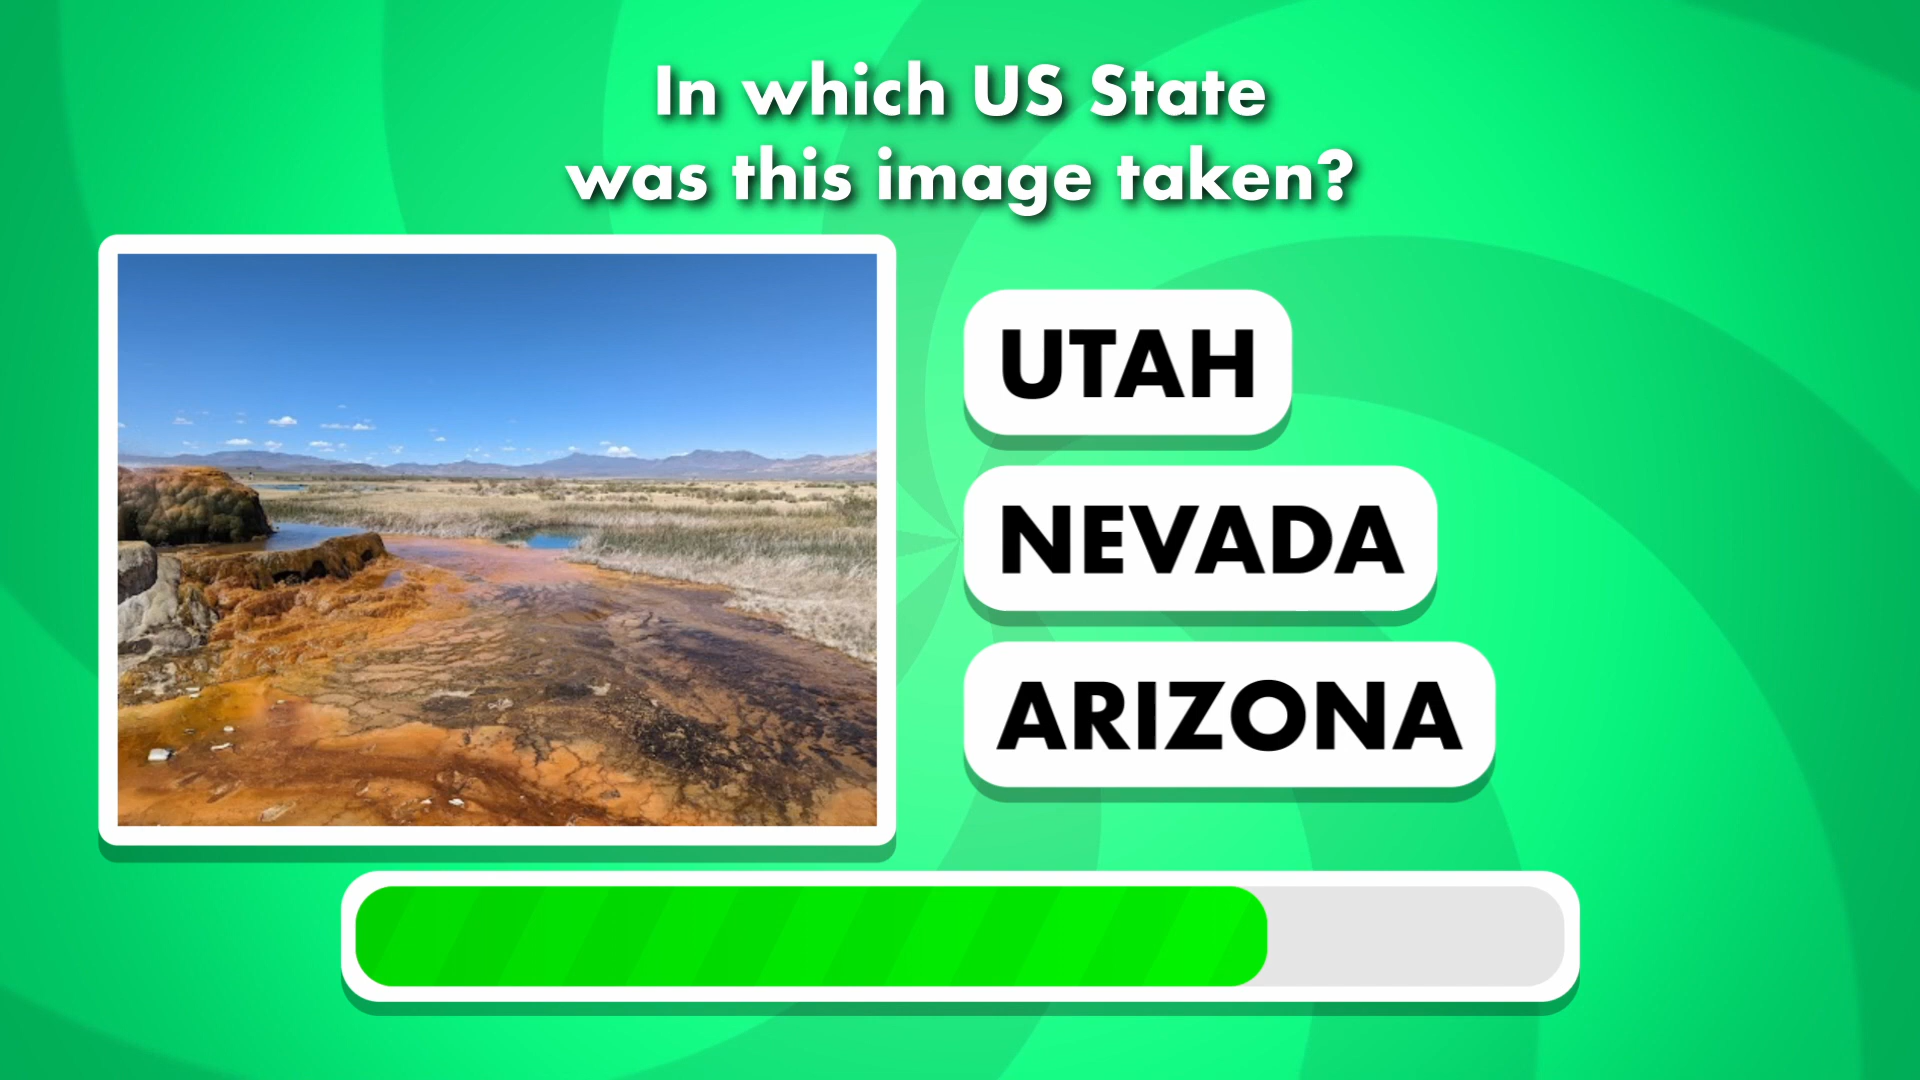 In which US State
was this image taken?
UTAH
NEVADA
ARIZONA